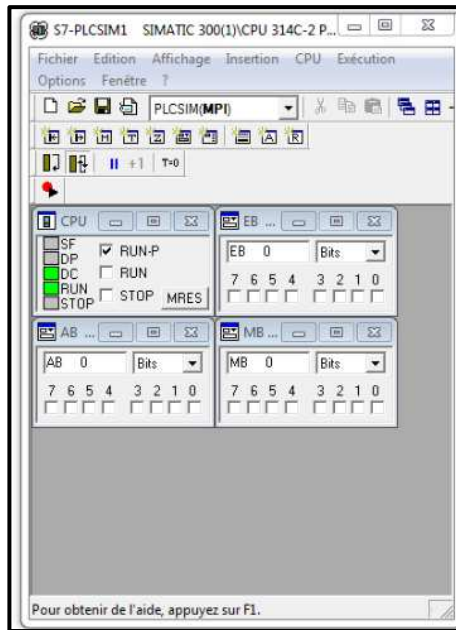 S7-PLCSIM1 SIMATIC 300(1)\CPU 314C-2 P...
Fichier Edition Affichage Insertion CPU Exécution
Options Fenêtre ?
PLCSIM(MPI)
+1 T=0
CPU
SF
DP
DC
RUN
STOP
RUN-P
RUN
STOP MRES
EB ...
EB 0 Bits
7 6 5 4 3 2 1 0
AB ...
AB 0 Bits
7 6 5 4 3 2 1 0
MB ...
MB 0 Bits
7 6 5 4 3 2 1 0
Pour obtenir de l'aide, appuyez sur F1.